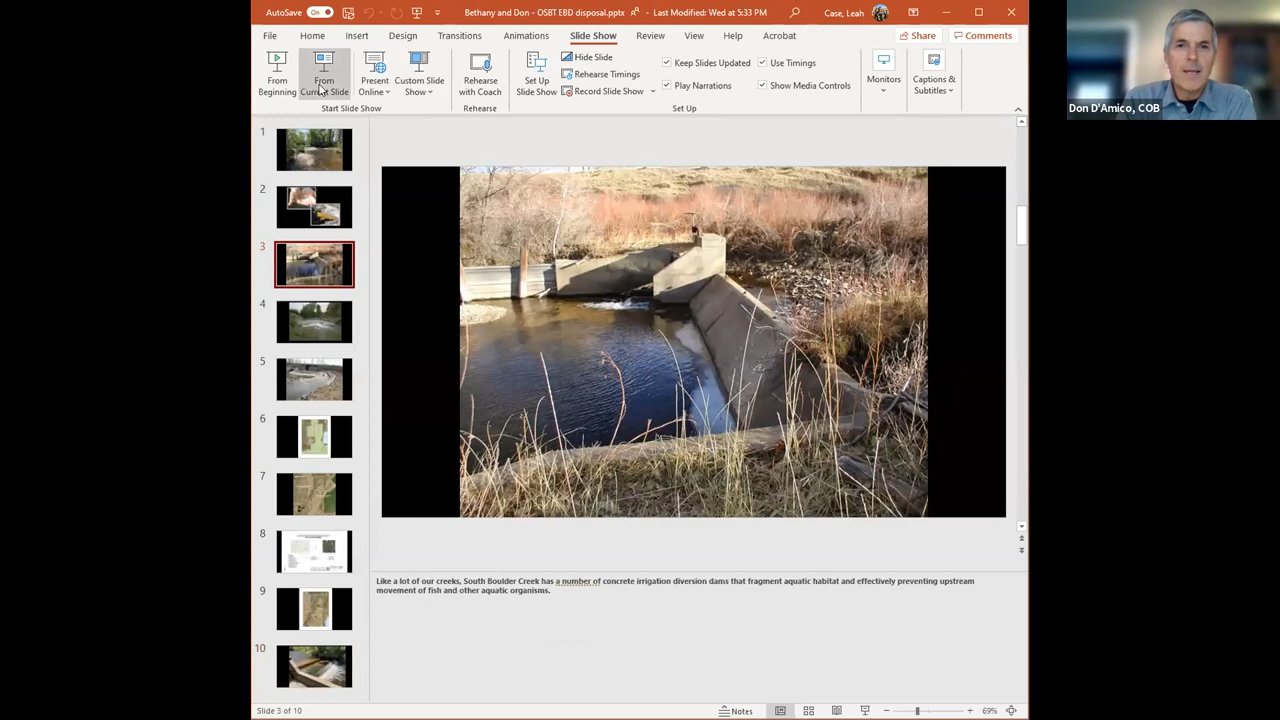 AutoSave On
Bethany and Don - OSBT EBD disposal.pptx - Last Modified: Wed at 5:33 PM
Case, Leah
File Home Insert Design Transitions Animations Slide Show Review View Help Acrobat
Share Comments
From Beginning
From Current Slide
Present Online
Custom Slide Show
Rehearse with Coach
Set Up Slide Show
Hide Slide
Rehearse Timings
Record Slide Show
Keep Slides Updated
Play Narrations
Use Timings
Show Media Controls
Monitors
Captions & Subtitles
Start Slide Show Rehearse Set Up
Don D'Amico, COB
1
2
3
4
5
6
7
8
9
10
Like a lot of our creeks, South Boulder Creek has a number of concrete irrigation diversion dams that fragment aquatic habitat and effectively preventing upstream
movement of fish and other aquatic organisms.
Slide 3 of 10
Notes
69%